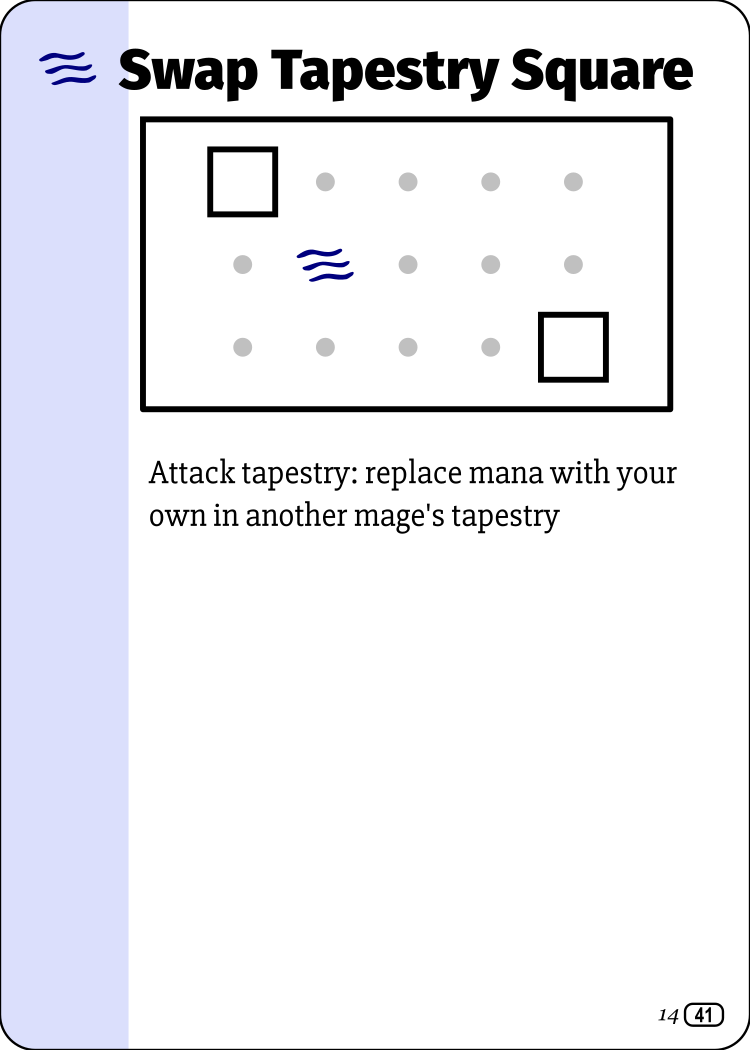 Swap Tapestry Square
Attack tapestry: replace mana with your
own in another mage's tapestry
14 41